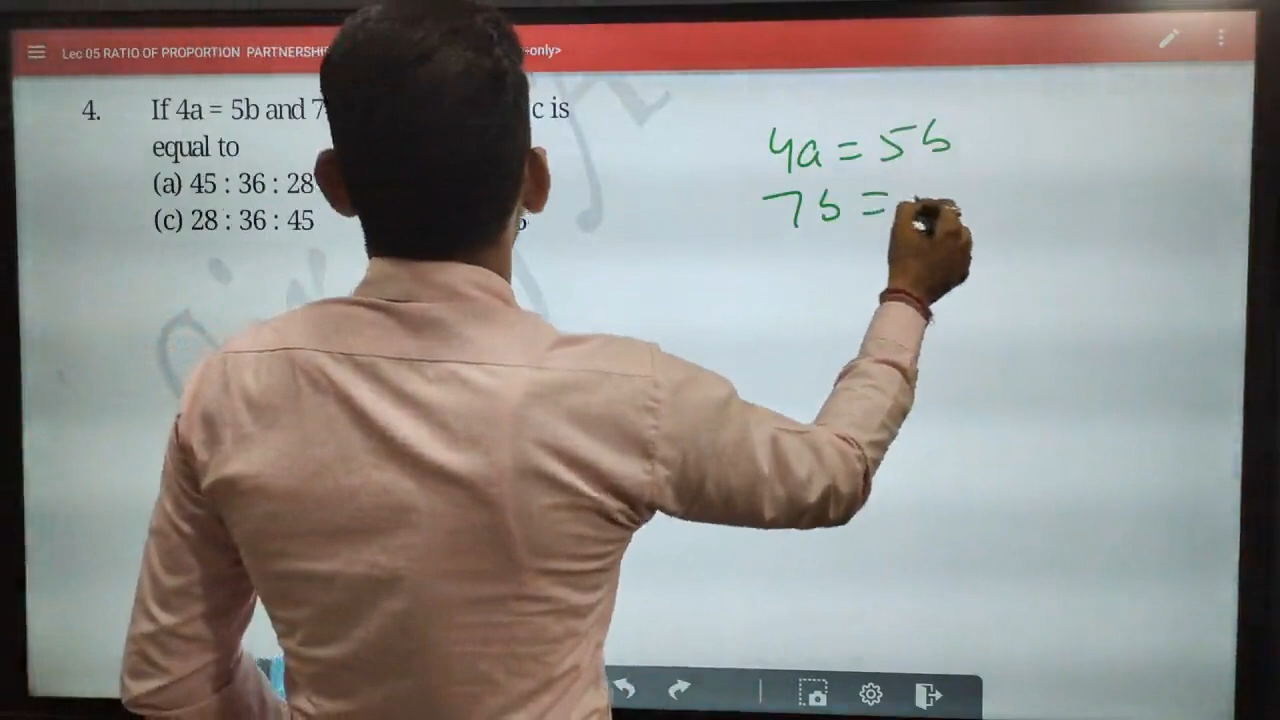 Lec 05 RATIO OF PROPORTION PARTNERSHIP only>
4. If 4a = 5b and 7 c is
equal to
(a) 45 : 36 : 28
(c) 28 : 36 : 45
4a = 5b
7b =